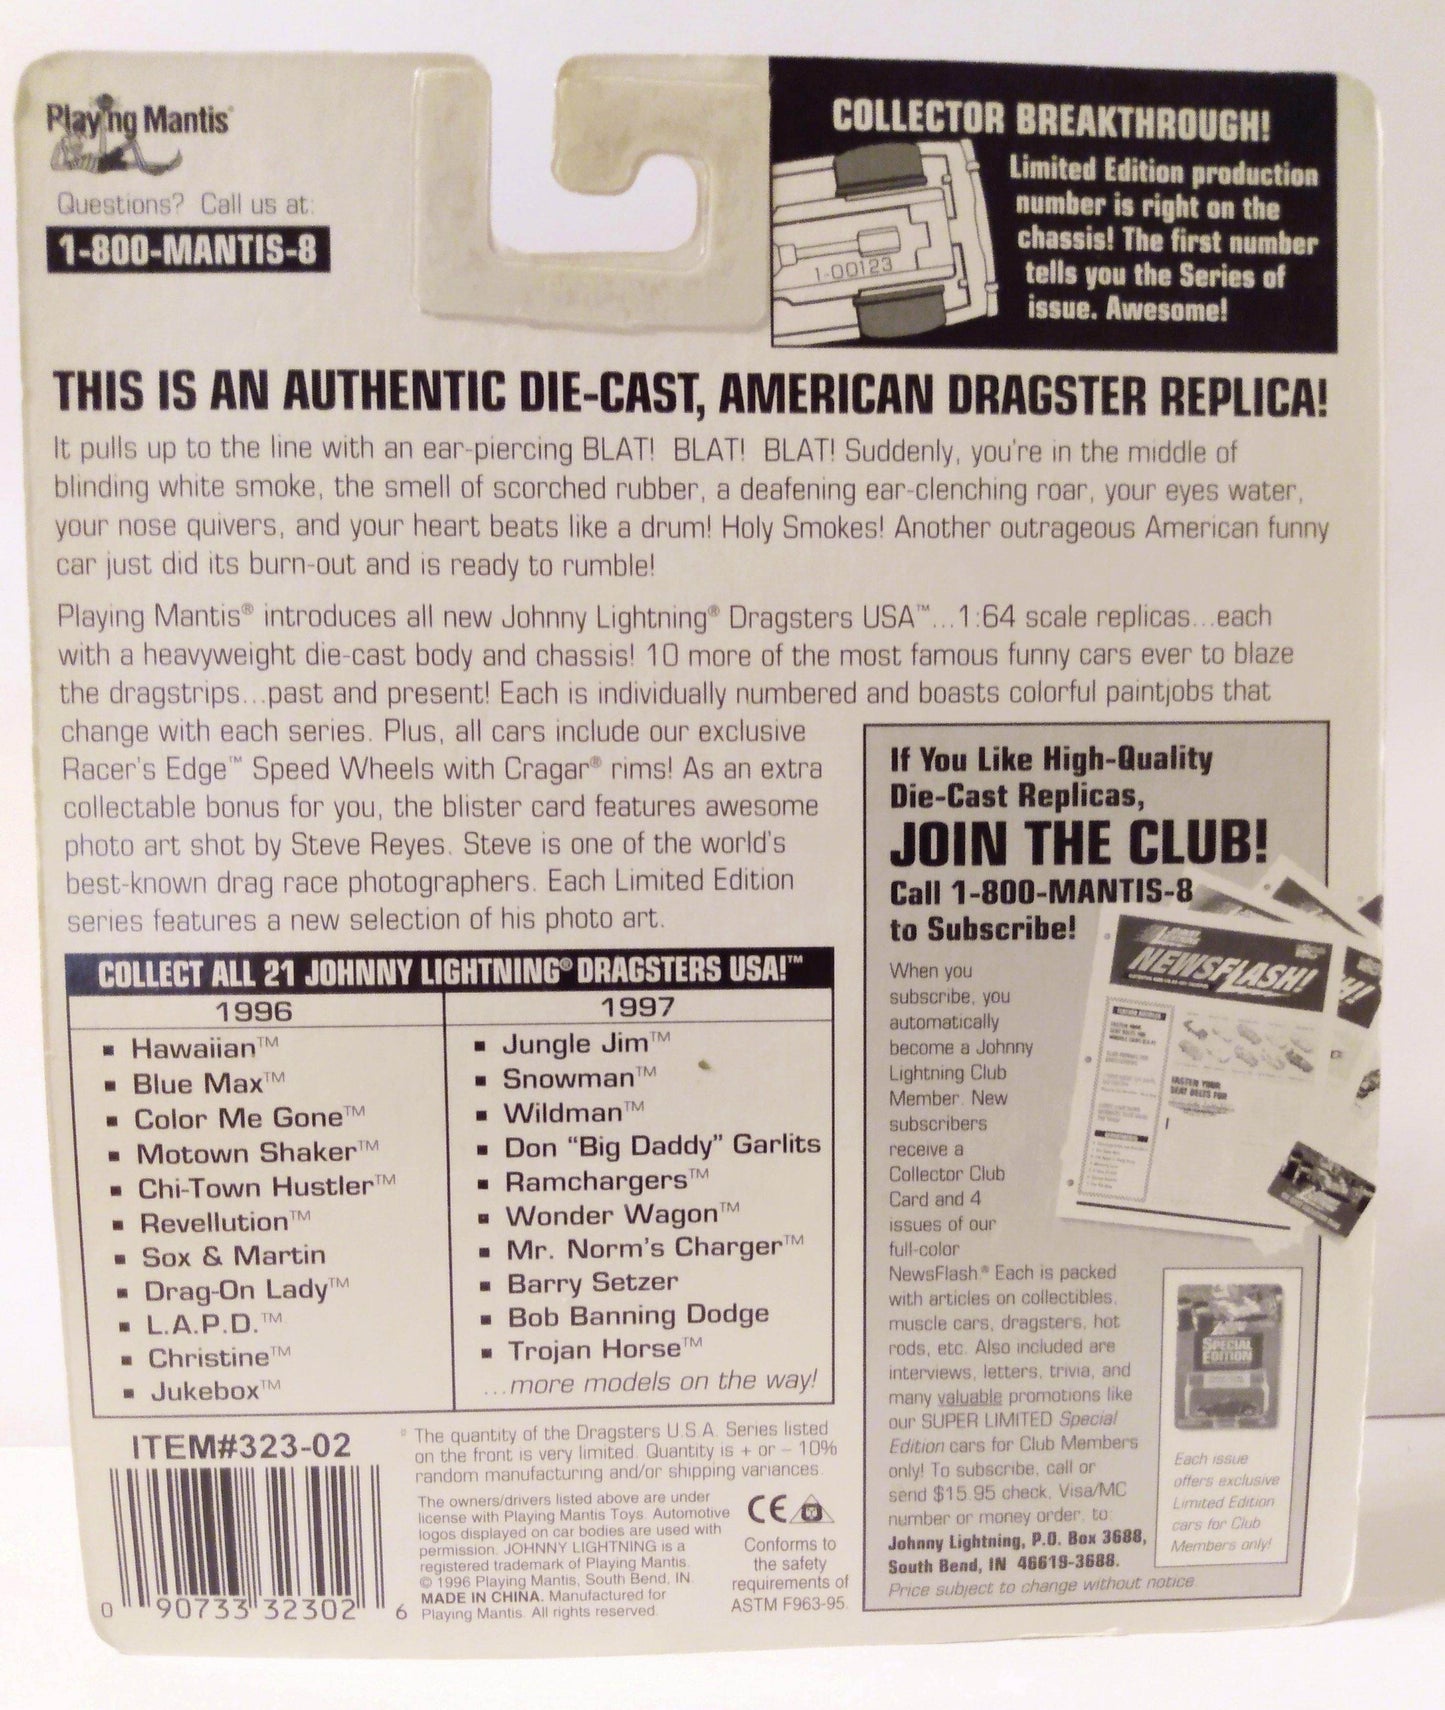 Playing Mantis®
Questions? Call us at:
1-800-MANTIS-8
COLLECTOR BREAKTHROUGH!
Limited Edition production
number is right on the
chassis! The first number
tells you the Series of
issue. Awesome!
1-00123
THIS IS AN AUTHENTIC DIE-CAST, AMERICAN DRAGSTER REPLICA!
It pulls up to the line with an ear-piercing BLAT! BLAT! BLAT! Suddenly, you're in the middle of
blinding white smoke, the smell of scorched rubber, a deafening ear-clenching roar, your eyes water,
your nose quivers, and your heart beats like a drum! Holy Smokes! Another outrageous American funny
car just did its burn-out and is ready to rumble!
Playing Mantis® introduces all new Johnny Lightning® Dragsters USA™...1:64 scale replicas...each
with a heavyweight die-cast body and chassis! 10 more of the most famous funny cars ever to blaze
the dragstrips...past and present! Each is individually numbered and boasts colorful paintjobs that
change with each series. Plus, all cars include our exclusive
Racer's Edge™ Speed Wheels with Cragar® rims! As an extra
collectable bonus for you, the blister card features awesome
photo art shot by Steve Reyes. Steve is one of the world's
best-known drag race photographers. Each Limited Edition
series features a new selection of his photo art.
COLLECT ALL 21 JOHNNY LIGHTNING® DRAGSTERS USA!™
1996
▪ Hawaiian™
▪ Blue Max™
▪ Color Me Gone™
▪ Motown Shaker™
▪ Chi-Town Hustler™
▪ Revellution™
▪ Sox & Martin
▪ Drag-On Lady™
▪ L.A.P.D.™
▪ Christine™
▪ Jukebox™
1997
▪ Jungle Jim™
▪ Snowman™
▪ Wildman™
▪ Don "Big Daddy" Garlits
▪ Ramchargers™
▪ Wonder Wagon™
▪ Mr. Norm's Charger™
▪ Barry Setzer
▪ Bob Banning Dodge
▪ Trojan Horse™
...more models on the way!
ITEM#323-02
0 90733 32302 6
* The quantity of the Dragsters U.S.A. Series listed
on the front is very limited. Quantity is + or – 10%
random manufacturing and/or shipping variances.
The owners/drivers listed above are under
license with Playing Mantis Toys. Automotive
logos displayed on car bodies are used with
permission. JOHNNY LIGHTNING is a
registered trademark of Playing Mantis.
© 1996 Playing Mantis, South Bend, IN.
MADE IN CHINA. Manufactured for
Playing Mantis. All rights reserved.
CE
Conforms to
the safety
requirements of
ASTM F963-95.
If You Like High-Quality
Die-Cast Replicas,
JOIN THE CLUB!
Call 1-800-MANTIS-8
to Subscribe!
When you
subscribe, you
automatically
become a Johnny
Lightning Club
Member. New
subscribers
receive a
Collector Club
Card and 4
issues of our
full-color
NewsFlash.® Each is packed
with articles on collectibles,
muscle cars, dragsters, hot
rods, etc. Also included are
interviews, letters, trivia, and
many valuable promotions like
our SUPER LIMITED Special
Edition cars for Club Members
only! To subscribe, call or
send $15.95 check, Visa/MC
number or money order, to:
Johnny Lightning, P.O. Box 3688,
South Bend, IN 46619-3688.
Price subject to change without notice.
NEWSFLASH!
FASTEN YOUR
SEAT BELTS FOR
SPECIAL
EDITION
Each issue
offers exclusive
Limited Edition
cars for Club
Members only!